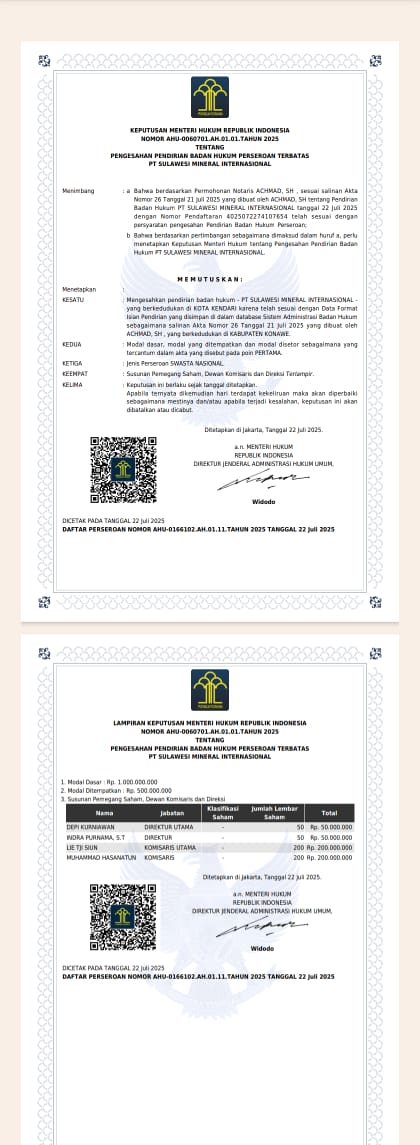 KEPUTUSAN MENTERI HUKUM REPUBLIK INDONESIA
NOMOR AHU-0060701.AH.01.01.TAHUN 2025
TENTANG
PENGESAHAN PENDIRIAN BADAN HUKUM PERSEROAN TERBATAS
PT SULAWESI MINERAL INTERNASIONAL
Menimbang : a Bahwa berdasarkan Permohonan Notaris ACHMAD, SH , sesuai salinan Akta
Nomor 26 Tanggal 21 Juli 2025 yang dibuat oleh ACHMAD, SH tentang Pendirian
Badan Hukum PT SULAWESI MINERAL INTERNASIONAL tanggal 22 Juli 2025
dengan Nomor Pendaftaran 4025072274107654 telah sesuai dengan
persyaratan pengesahan Pendirian Badan Hukum Perseroan;
b Bahwa berdasarkan pertimbangan sebagaimana dimaksud dalam huruf a, perlu
menetapkan Keputusan Menteri Hukum tentang Pengesahan Pendirian Badan
Hukum PT SULAWESI MINERAL INTERNASIONAL.
M E M U T U S K A N :
Menetapkan :
KESATU : Mengesahkan pendirian badan hukum - PT SULAWESI MINERAL INTERNASIONAL -
yang berkedudukan di KOTA KENDARI karena telah sesuai dengan Data Format
Isian Pendirian yang disimpan di dalam database Sistem Administrasi Badan Hukum
sebagaimana salinan Akta Nomor 26 Tanggal 21 Juli 2025 yang dibuat oleh
ACHMAD, SH , yang berkedudukan di KABUPATEN KONAWE.
KEDUA : Modal dasar, modal yang ditempatkan dan modal disetor sebagaimana yang
tercantum dalam akta yang disebut pada poin PERTAMA.
KETIGA : Jenis Perseroan SWASTA NASIONAL.
KEEMPAT : Susunan Pemegang Saham, Dewan Komisaris dan Direksi Terlampir.
KELIMA : Keputusan ini berlaku sejak tanggal ditetapkan.
Apabila ternyata dikemudian hari terdapat kekeliruan maka akan diperbaiki
sebagaimana mestinya dan/atau apabila terjadi kesalahan, keputusan ini akan
dibatalkan atau dicabut.
Ditetapkan di Jakarta, Tanggal 22 Juli 2025.
a.n. MENTERI HUKUM
REPUBLIK INDONESIA
DIREKTUR JENDERAL ADMINISTRASI HUKUM UMUM,
Widodo
DICETAK PADA TANGGAL 22 Juli 2025
DAFTAR PERSEROAN NOMOR AHU-0166102.AH.01.11.TAHUN 2025 TANGGAL 22 Juli 2025
LAMPIRAN KEPUTUSAN MENTERI HUKUM REPUBLIK INDONESIA
NOMOR AHU-0060701.AH.01.01.TAHUN 2025
TENTANG
PENGESAHAN PENDIRIAN BADAN HUKUM PERSEROAN TERBATAS
PT SULAWESI MINERAL INTERNASIONAL
1. Modal Dasar : Rp. 1.000.000.000
2. Modal Ditempatkan : Rp. 500.000.000
3. Susunan Pemegang Saham, Dewan Komisaris dan Direksi
Nama Jabatan Klasifikasi Saham Jumlah Lembar Saham Total
DEPI KURNIAWAN DIREKTUR UTAMA - 50 Rp. 50.000.000
INDRA PURNAMA, S.T DIREKTUR - 50 Rp. 50.000.000
LIE TJI SIUN KOMISARIS UTAMA - 200 Rp. 200.000.000
MUHAMMAD HASANATUN KOMISARIS - 200 Rp. 200.000.000
Ditetapkan di Jakarta, Tanggal 22 Juli 2025.
a.n. MENTERI HUKUM
REPUBLIK INDONESIA
DIREKTUR JENDERAL ADMINISTRASI HUKUM UMUM,
Widodo
DICETAK PADA TANGGAL 22 Juli 2025
DAFTAR PERSEROAN NOMOR AHU-0166102.AH.01.11.TAHUN 2025 TANGGAL 22 Juli 2025